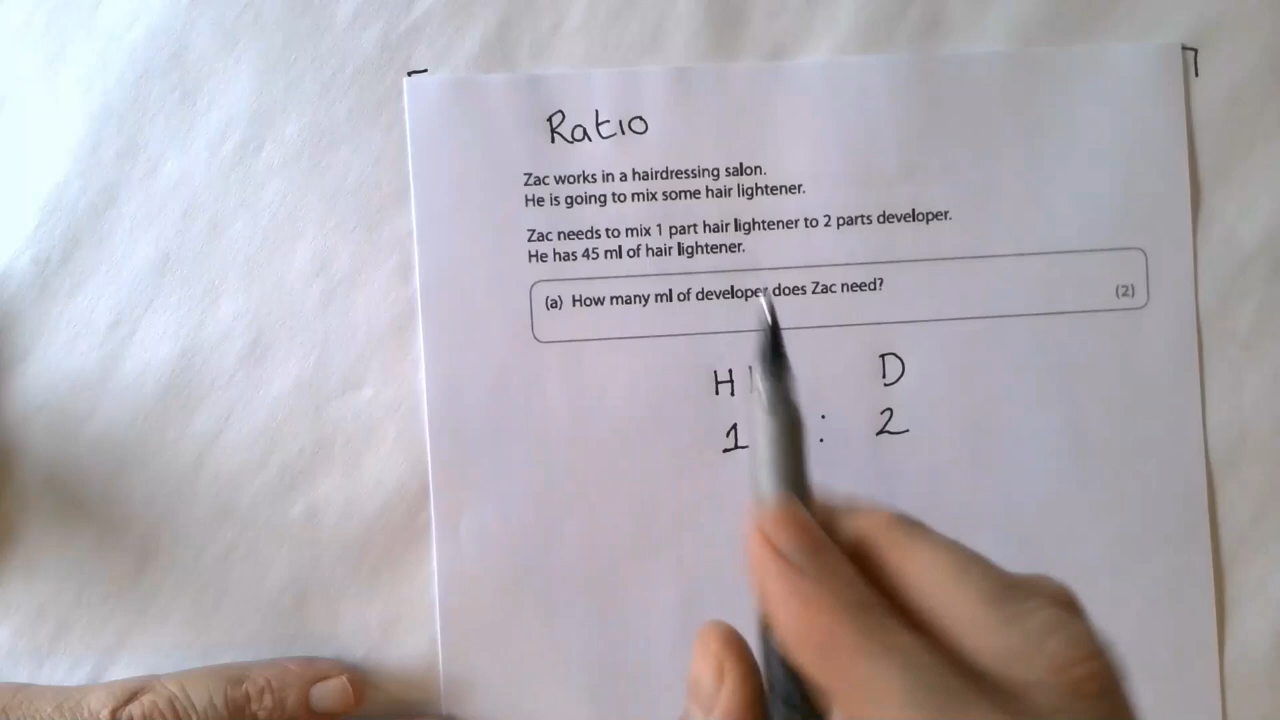 Ratio
Zac works in a hairdressing salon.
He is going to mix some hair lightener.
Zac needs to mix 1 part hair lightener to 2 parts developer.
He has 45 ml of hair lightener.
(a) How many ml of developer does Zac need? (2)
H D
1 : 2